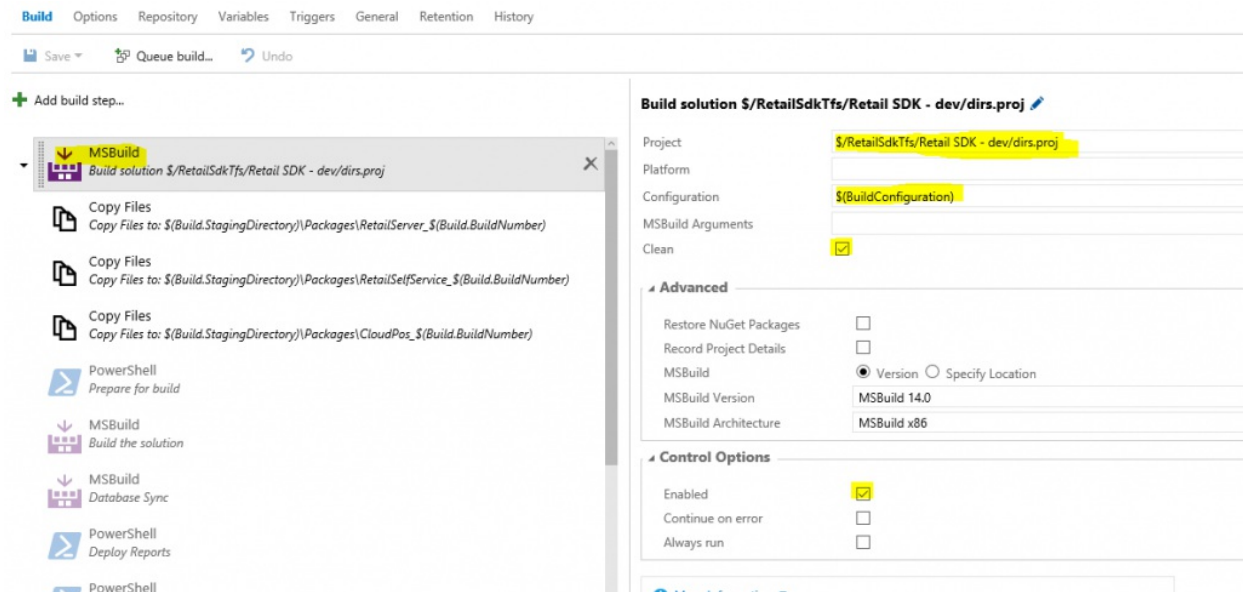 Build Options Repository Variables Triggers General Retention History
Save Queue build... Undo
Add build step...
MSBuild
Build solution $/RetailSdkTfs/Retail SDK - dev/dirs.proj
Copy Files
Copy Files to: $(Build.StagingDirectory)\Packages\RetailServer_$(Build.BuildNumber)
Copy Files
Copy Files to: $(Build.StagingDirectory)\Packages\RetailSelfService_$(Build.BuildNumber)
Copy Files
Copy Files to: $(Build.StagingDirectory)\Packages\CloudPos_$(Build.BuildNumber)
PowerShell
Prepare for build
MSBuild
Build the solution
MSBuild
Database Sync
PowerShell
Deploy Reports
PowerShell
Build solution $/RetailSdkTfs/Retail SDK - dev/dirs.proj
Project $/RetailSdkTfs/Retail SDK - dev/dirs.proj
Platform
Configuration $(BuildConfiguration)
MSBuild Arguments
Clean
Advanced
Restore NuGet Packages
Record Project Details
MSBuild Version Specify Location
MSBuild Version MSBuild 14.0
MSBuild Architecture MSBuild x86
Control Options
Enabled
Continue on error
Always run